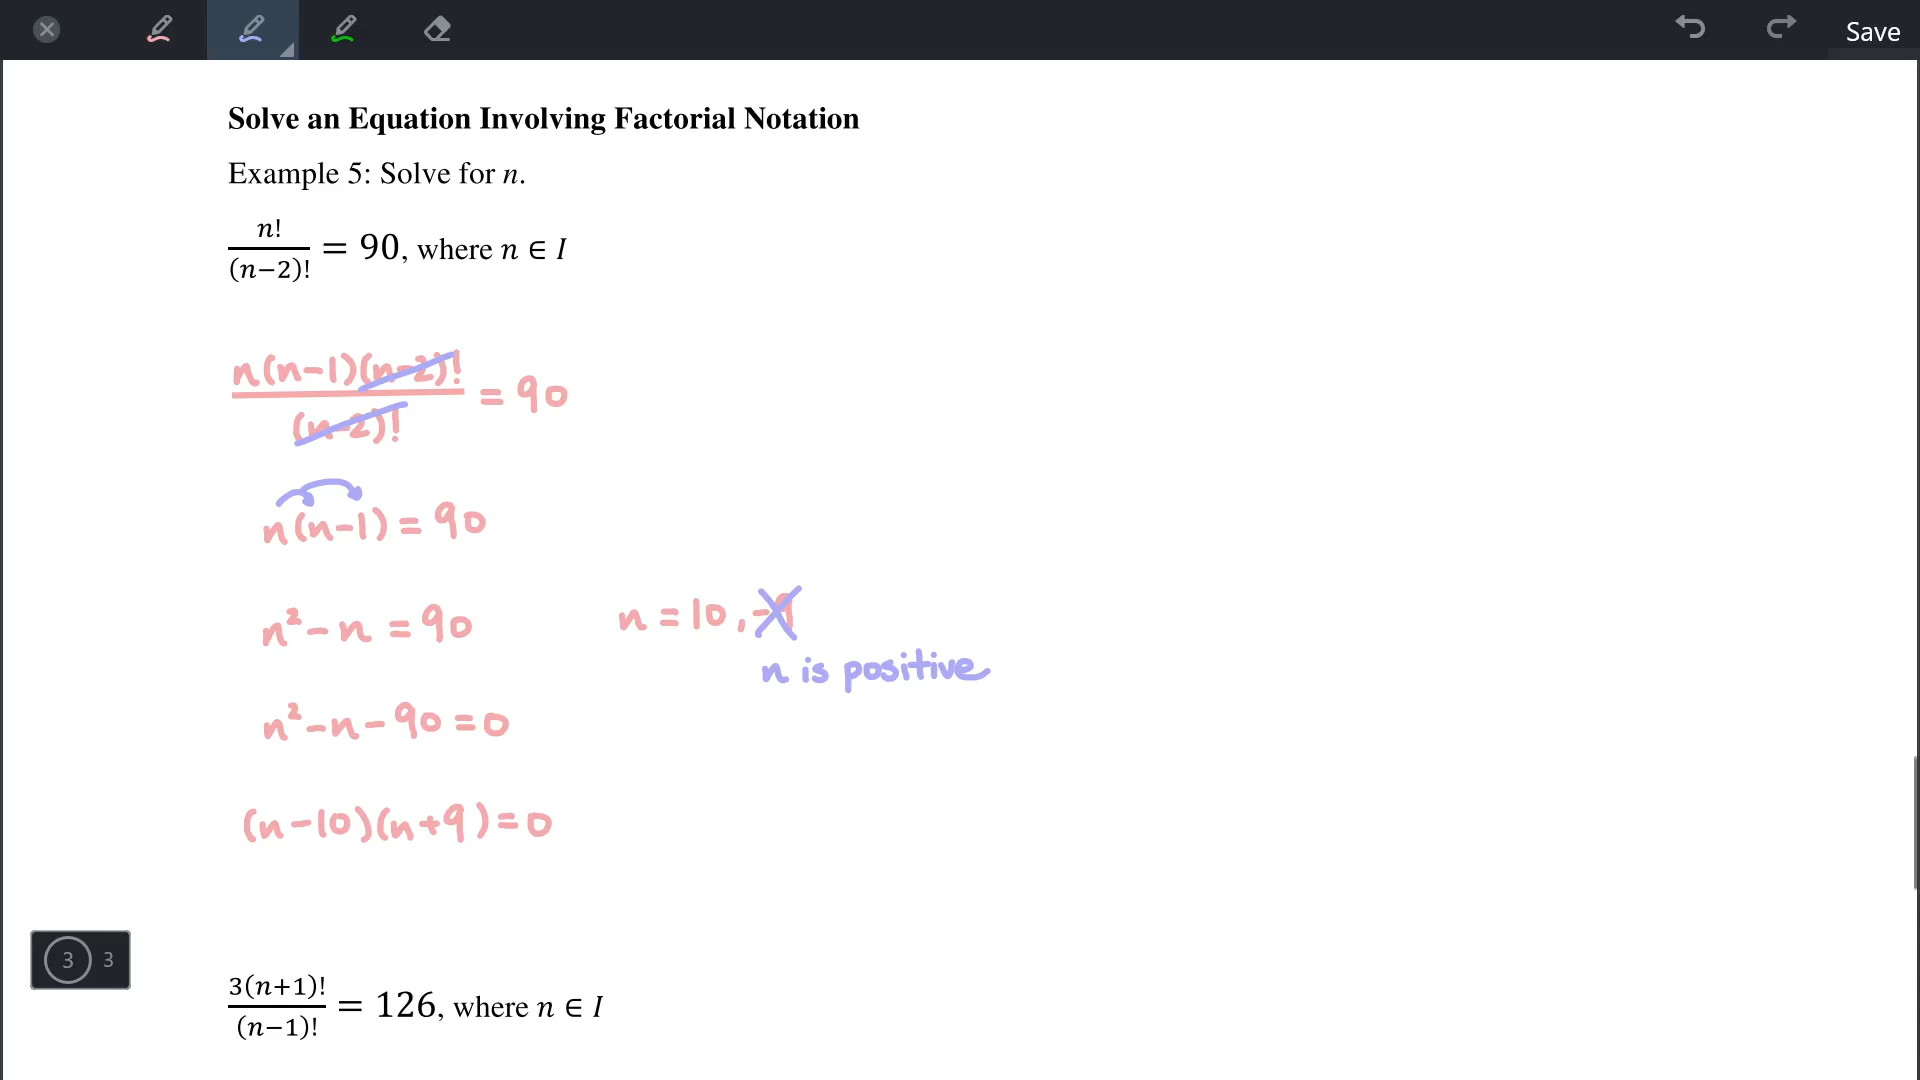 Save
Solve an Equation Involving Factorial Notation
Example 5: Solve for n.
n!/(n−2)! = 90, where n ∈ I
n(n-1)(n-2)!/(n-2)! = 90
n(n-1) = 90
n² - n = 90
n = 10, -9
n is positive
n² - n - 90 = 0
(n-10)(n+9) = 0
3 3
3(n+1)!/(n−1)! = 126, where n ∈ I